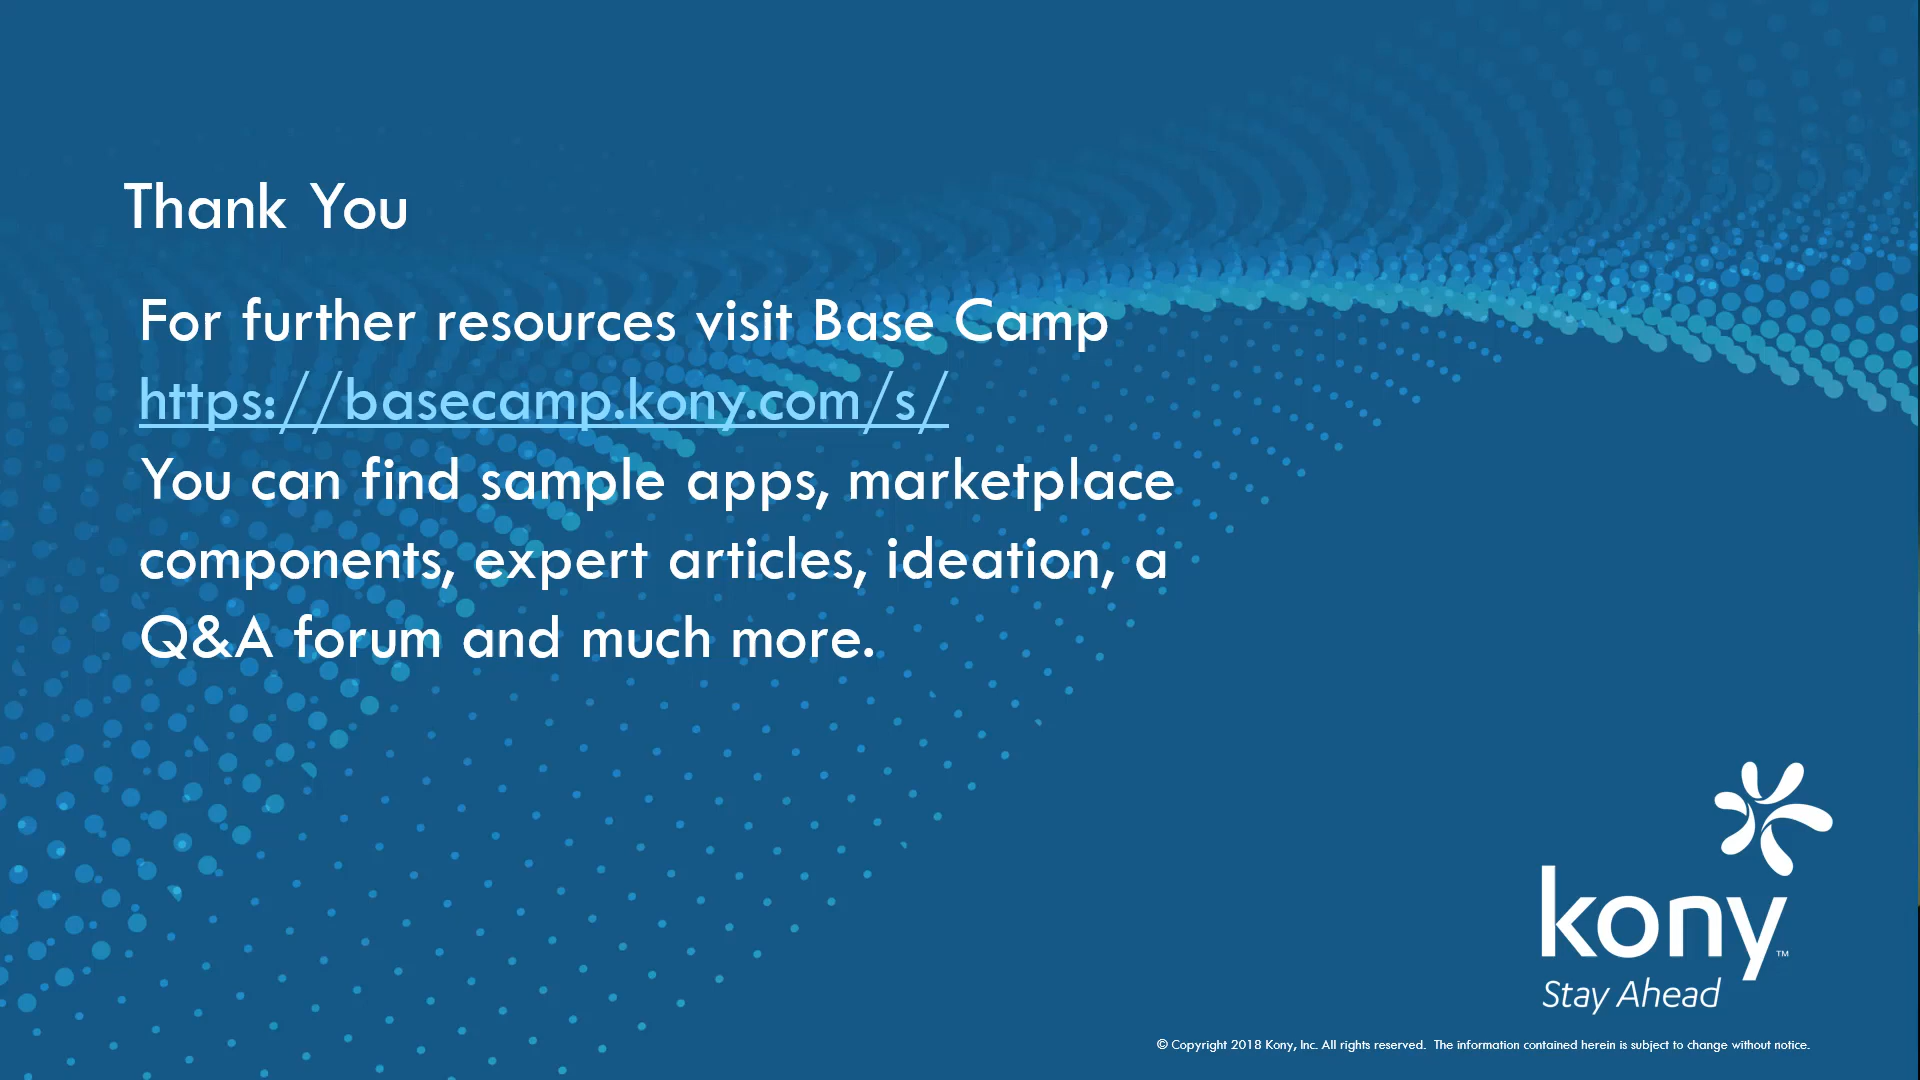 Thank You
For further resources visit Base Camp
https://basecamp.kony.com/s/
You can find sample apps, marketplace
components, expert articles, ideation, a
Q&A forum and much more.
kony™
Stay Ahead
© Copyright 2018 Kony, Inc. All rights reserved.  The information contained herein is subject to change without notice.